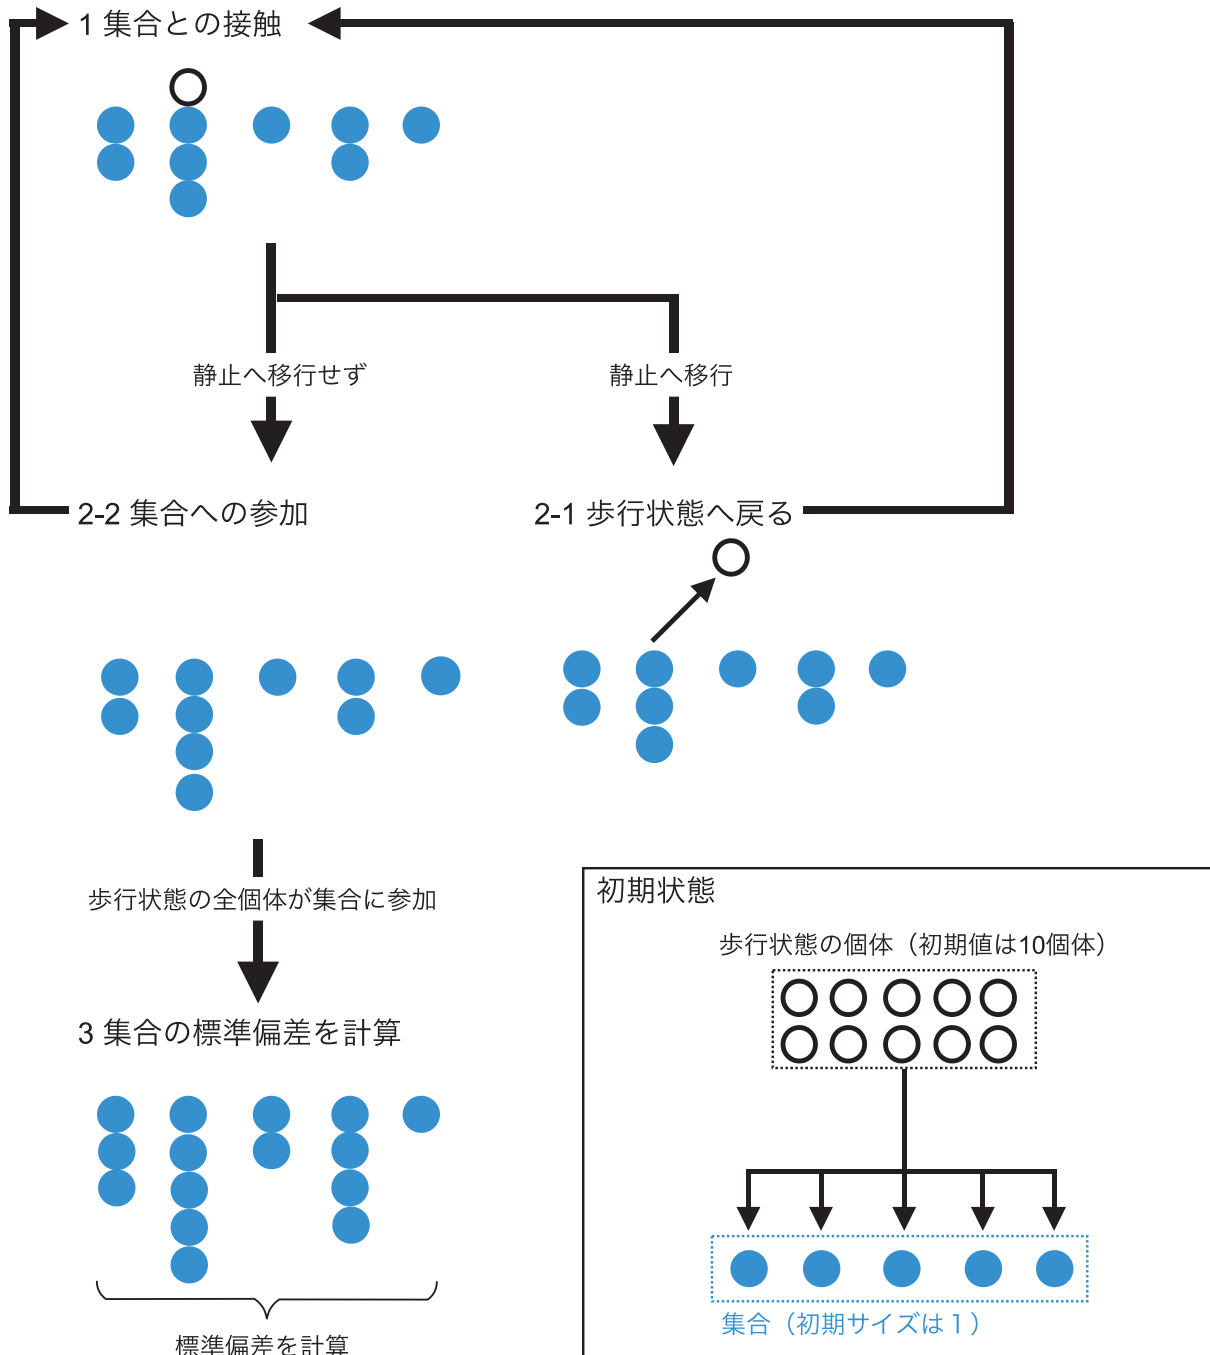 1 集合との接触
静止へ移行せず
静止へ移行
2-2 集合への参加
2-1 歩行状態へ戻る
歩行状態の全個体が集合に参加
3 集合の標準偏差を計算
標準偏差を計算
初期状態
歩行状態の個体（初期値は10個体）
集合（初期サイズは１）